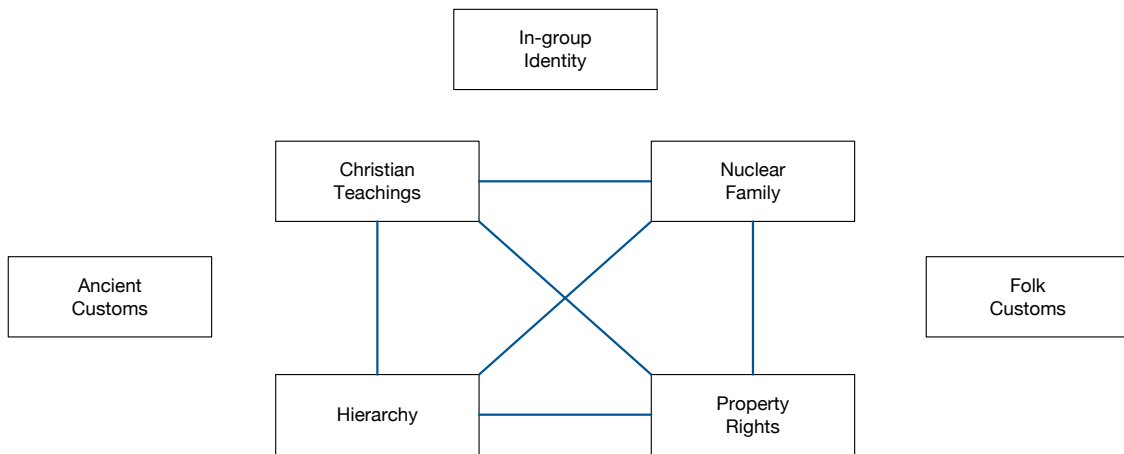 In-group
Identity
Christian
Teachings
Nuclear
Family
Ancient
Customs
Folk
Customs
Hierarchy
Property
Rights